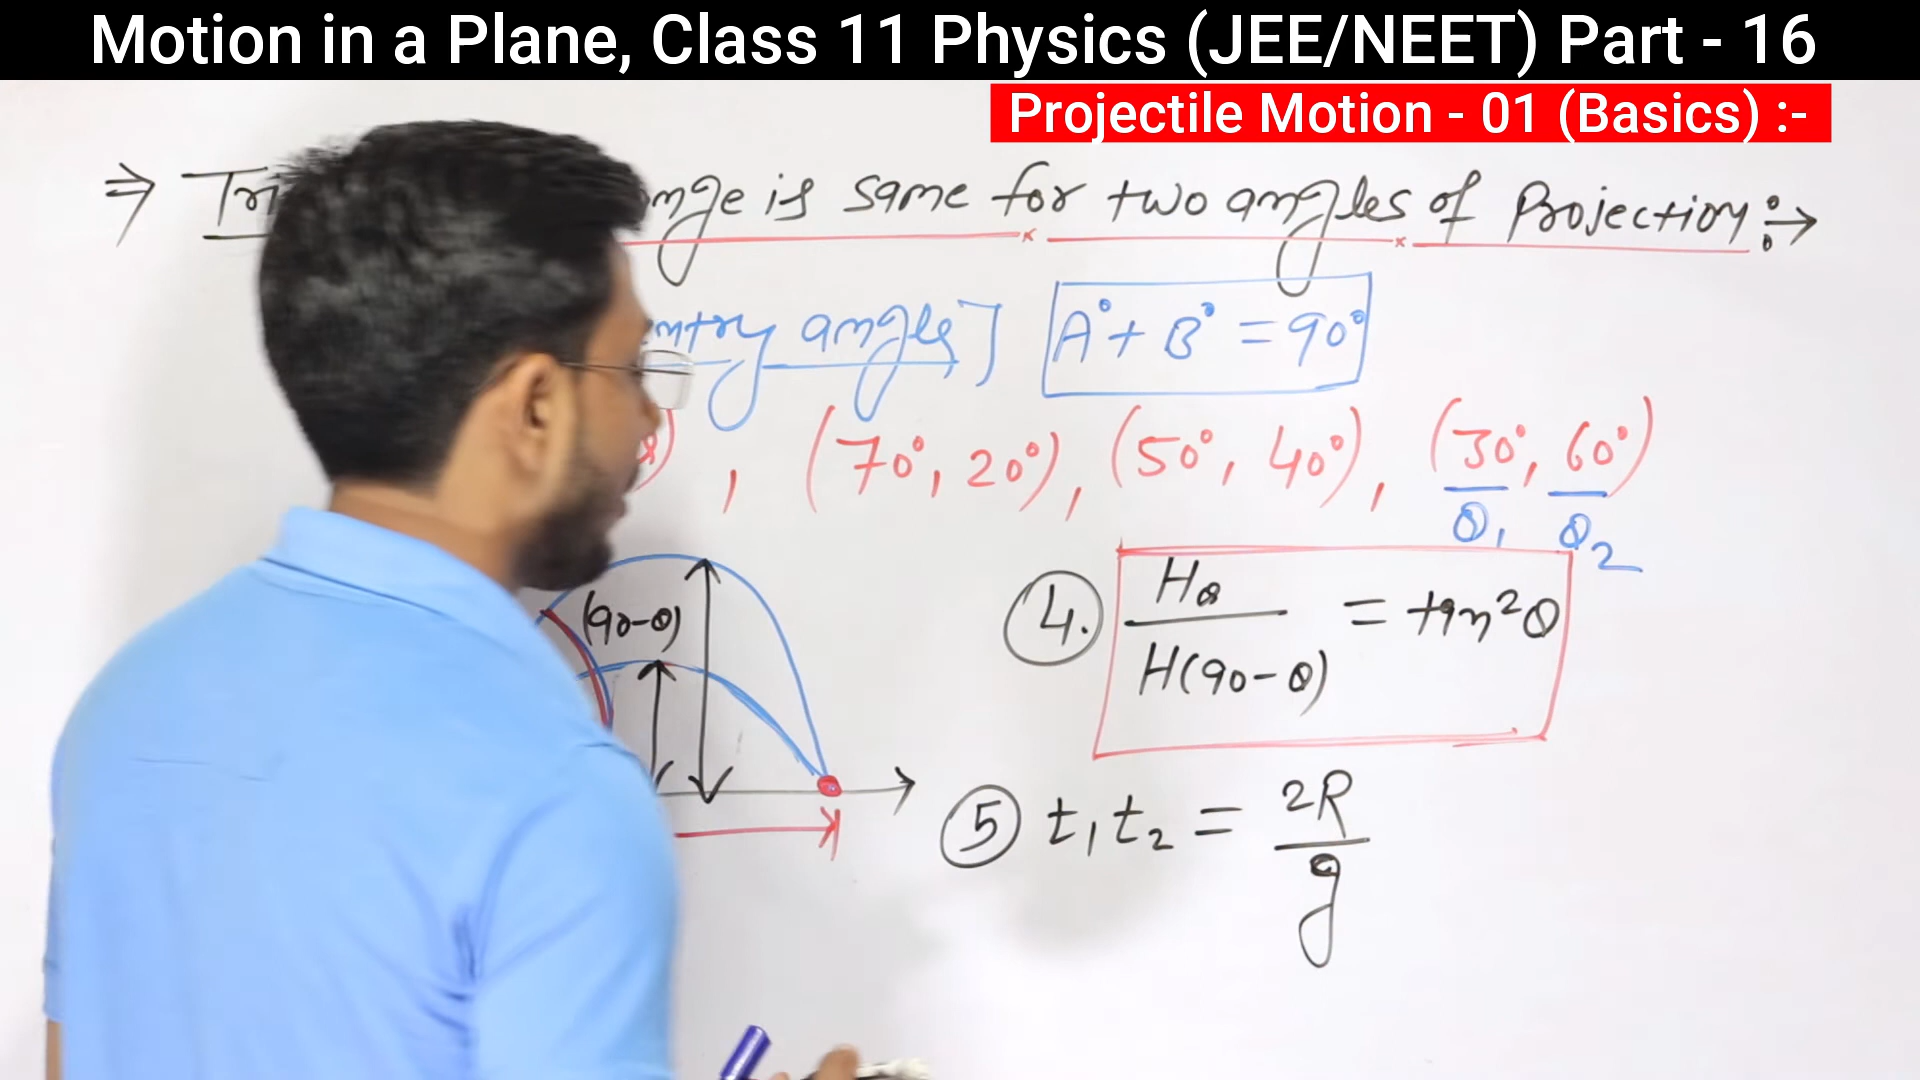 Motion in a Plane, Class 11 Physics (JEE/NEET) Part - 16
Projectile Motion - 01 (Basics) :-
⇒ is same for two angles of Projection:→
angles] A° + B° = 90°
, (70°, 20°), (50°, 40°), (30°, 60°)
θ₁ θ₂
(90-θ)
4. Hθ / H(90-θ) = tan²θ
5 t₁t₂ = 2R / g